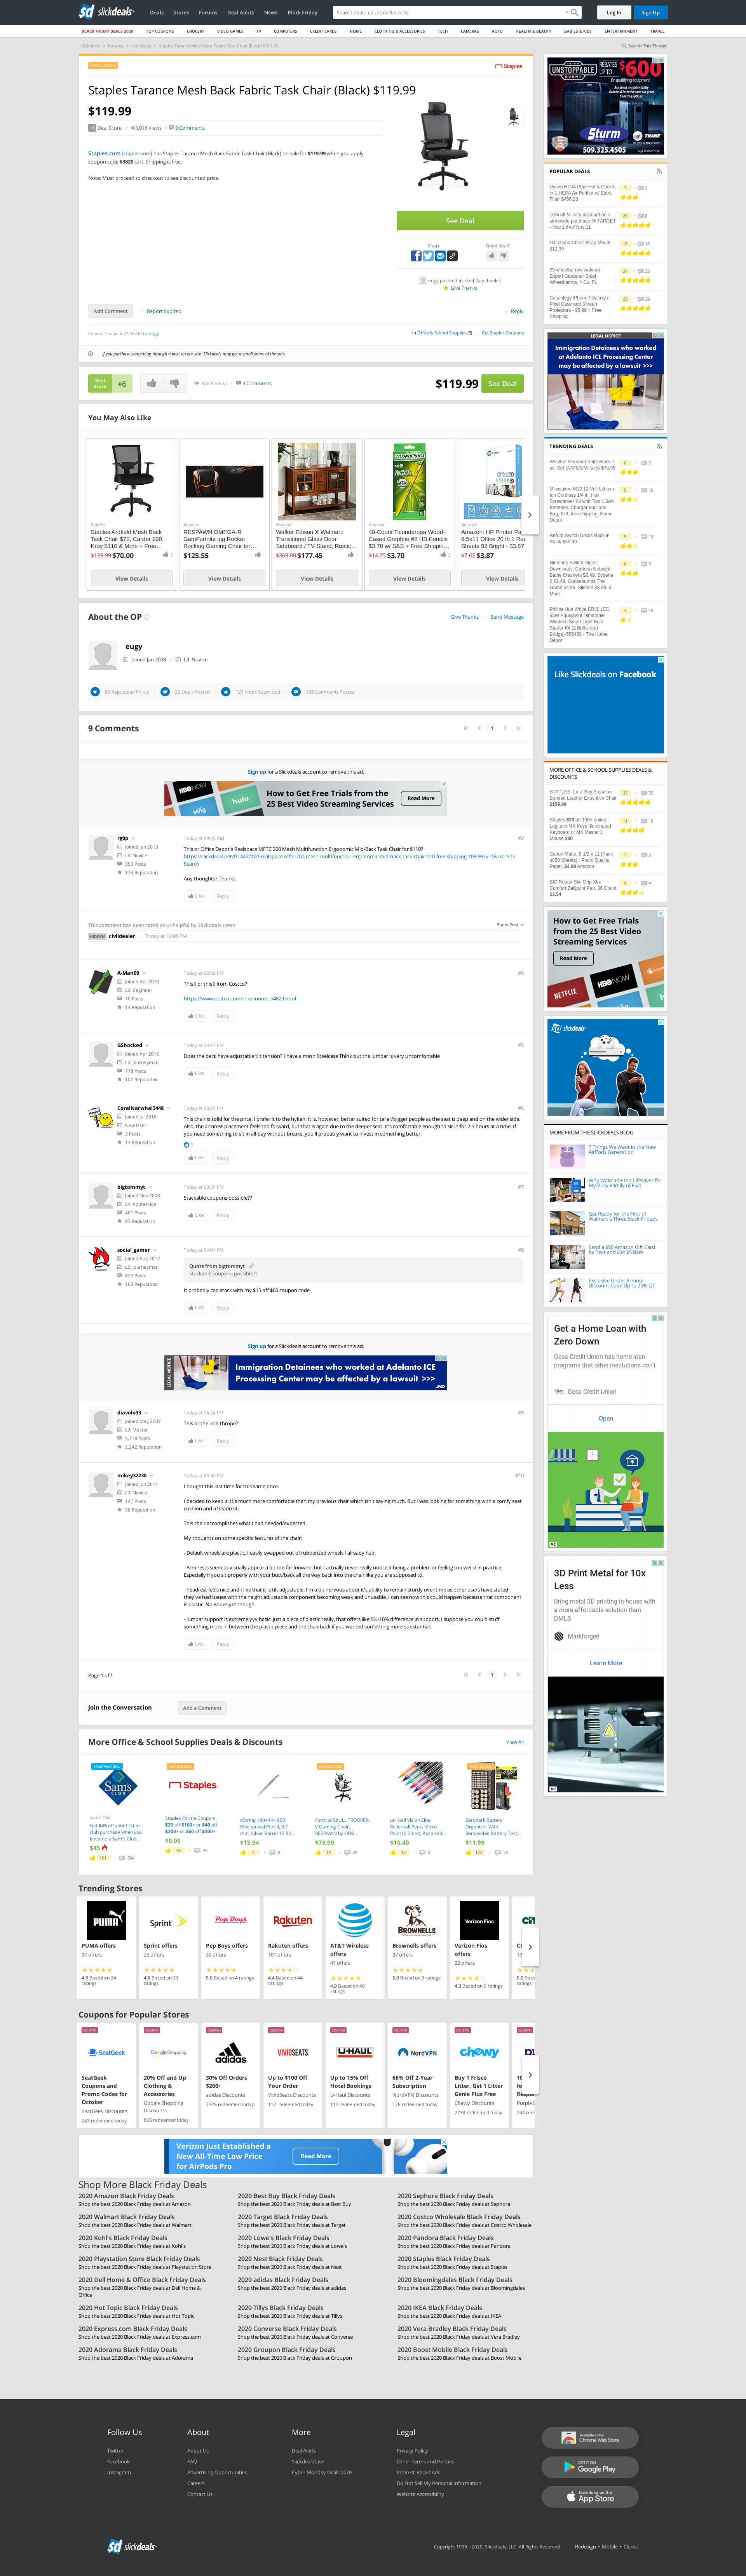 slickdeals
Deals Stores Forums Deal Alerts News Black Friday
Search deals, coupons & stores
Log In
Sign Up
BLACK FRIDAY DEALS 2020 TOP COUPONS GROCERY VIDEO GAMES TV COMPUTERS CREDIT CARDS HOME CLOTHING & ACCESSORIES TECH CAMERAS AUTO HEALTH & BEAUTY BABIES & KIDS ENTERTAINMENT TRAVEL
Slickdeals Forums Hot Deals Staples Tarance Mesh Back Fabric Task Chair (Black) $119.99
Search This Thread
POPULAR DEAL
Staples
Staples Tarance Mesh Back Fabric Task Chair (Black) $119.99
$119.99
+6 Deal Score 3,018 Views 9 Comments
Staples.com [staples.com] has Staples Tarance Mesh Back Fabric Task Chair (Black) on sale for $119.99 when you apply
coupon code 63820 cart. Shipping is free.
Note: Must proceed to checkout to see discounted price.
See Deal
Share
Good deal?
eugy posted this deal. Say thanks!
Give Thanks
Add Comment
Report Expired
Reply
Created Today at 07:56 AM by eugy
in Office & School Supplies (3)
Get Staples Coupons
If you purchase something through a post on our site, Slickdeals may get a small share of the sale.
Deal
Score
+6
3,018 Views
9 Comments
$119.99
See Deal
You May Also Like
Staples
Staples Ardfield Mesh Back
Task Chair $70, Carder $90,
Kroy $110 & More + Free...
$129.99 $70.00
View Details
Amazon
RESPAWN OMEGA-R
GamFortnite ing Rocker
Rocking Gaming Chair for...
$125.55
View Details
Walmart
Walker Edison X Walmart:
Transitional Glass Door
Sideboard / TV Stand, Rustic...
$369.00 $177.45
View Details
Amazon
48-Count Ticonderoga Wood-
Cased Graphite #2 HB Pencils
$3.70 w/ S&S + Free Shippin...
$14.75 $3.70
View Details
Amazon
Amazon: HP Printer Pa
8.5x11 Office 20 lb 1 Rea
Sheets 92 Bright - $3.87
$7.62 $3.87
View Details
About the OP
Give Thanks
Send Message
eugy
Joined Jan 2008 L3: Novice
80 Reputation Points
29 Deals Posted
121 Votes Submitted
138 Comments Posted
9 Comments
1
Sign up for a Slickdeals account to remove this ad.
How to Get Free Trials from the
25 Best Video Streaming Services
Read More
rg0p
Joined Jan 2013
L3: Novice
350 Posts
175 Reputation
Today at 09:55 AM
#2
This or Office Depot's Realspace MFTC 200 Mesh Multifunction Ergonomic Mid-Back Task Chair for $110?
https://slickdeals.net/f/14467100-realspace-mftc-200-mesh-multifunction-ergonomic-mid-back-task-chair-110-free-shipping-109-99?v=1&src=Site
Search
Any thoughts? Thanks
Like
Reply
This comment has been rated as unhelpful by Slickdeals users
Show Post
HIDDEN civildealer Today at 12:08 PM
A-Man09
Joined Apr 2010
L2: Beginner
70 Posts
14 Reputation
Today at 02:59 PM
#4
This | or this | from Costco?
https://www.costco.com/true-innov...54823.html
Like
Reply
GShocked
Joined Apr 2016
L5: Journeyman
778 Posts
107 Reputation
Today at 03:17 PM
#5
Does the back have adjustable tilt tension? I have a mesh Steelcase Think but the lumbar is very uncomfortable
Like
Reply
CoralNarwhal3448
Joined Jul 2018
New User
3 Posts
14 Reputation
Today at 03:24 PM
#6
This chair is solid for the price. I prefer it to the hyken. It is, however, better suited for taller/bigger people as the seat is deep and on the wider side.
Also, the armrest placement feels too forward, but that is again due to the deeper seat. It's comfortable enough to sit in for 2-3 hours at a time. If
you need something to sit in all-day without breaks, you'll probably want to invest in something better.
1
Like
Reply
bigtommyt
Joined Nov 2008
L4: Apprentice
481 Posts
83 Reputation
Today at 03:37 PM
#7
Stackable coupons possible??
Like
Reply
social_gamer
Joined Aug 2017
L5: Journeyman
820 Posts
163 Reputation
Today at 04:01 PM
#8
Quote from bigtommyt
Stackable coupons possible??
It probably can stack with my $15 off $60 coupon code
Like
Reply
Sign up for a Slickdeals account to remove this ad.
LEGAL NOTICE
Immigration Detainees who worked at Adelanto ICE
Processing Center may be affected by a lawsuit >>>
diavolo33
Joined May 2007
L9: Master
5,718 Posts
2,242 Reputation
Today at 05:24 PM
#9
This or the iron throne?
Like
Reply
mikey32230
Joined Jun 2011
L3: Novice
147 Posts
58 Reputation
Today at 05:30 PM
#10
I bought this last time for this same price.
I decided to keep it. It's much more comfortable than my previous chair which isn't saying much. But I was looking for something with a comfy seat
cushion and a headrest.
This chair accomplishes what I had needed/expected.
My thoughts on some specific features of the chair:
- Default wheels are plastic, I easily swapped out of rubberized wheels I already had.
- Arm rests seem to always appear a bit too far forward, but I actually never really notice it being a problem or feeling too weird in practice.
Especially if you sit properly with your butt/back all the way back into the chair like you are supposed to.
- headrest feels nice and I like that it is tilt adjustable. I'm a bit nervous about it's reliability. It's not broken down at all on me since other users have stated
they've had issues with the height adjustable component becoming weak and unusable. I can see how this could happen because that component
is plastic. No issues yet though.
- lumbar support is extremelyyy basic. Just a piece of plastic really, that offers like 5%-10% difference in support. I suppose you could stuff
something more in between the plastic piece and the chair back if you wanted something more substantial.
Like
Reply
Page 1 of 1
1
Join the Conversation
Add a Comment
More Office & School Supplies Deals & Discounts
View All
Sam's Club
Get $45 off your first in-
club purchase when you
become a Sam's Club...
$45
161 304
Staples
Staples Online Coupon:
$20 off $100+ or $40 off
$200+ or $60 off $300+
$0.00
rOtring 1904444 600
Mechanical Pencil, 0.7
mm, Silver Barrel 15.92...
$15.94
Fortnite SKULL TROOPER-
V Gaming Chair,
RESPAWN by OFM...
$79.99
uni-ball Vision Elite
Rollerball Pens, Micro
Point (0.5mm), Assorted...
$10.40
Zerodark Battery
Organizer With
Removable Battery Test...
$11.99
Trending Stores
PUMA offers
37 offers
4.9 Based on 34
ratings
Sprint offers
29 offers
4.8 Based on 33
ratings
Pep Boys offers
30 offers
5.0 Based on 4 ratings
Rakuten offers
101 offers
4.4 Based on 44
ratings
AT&T Wireless
offers
41 offers
4.9 Based on 40
ratings
Brownells offers
37 offers
5.0 Based on 3 ratings
Verizon Fios
offers
23 offers
4.3 Based on 9 ratings
Coupons for Popular Stores
SeatGeek
Coupons and
Promo Codes for
October
SeatGeek Discounts
243 redeemed today
20% Off and Up
Clothing &
Accessories
Google Shopping
Discounts
865 redeemed today
30% Off Orders
$200+
adidas Discounts
2325 redeemed today
Up to $100 Off
Your Order
VividSeats Discounts
117 redeemed today
Up to 15% Off
Hotel Bookings
U-Haul Discounts
117 redeemed today
68% Off 2-Year
Subscription
NordVPN Discounts
178 redeemed today
Buy 1 Frisco
Litter, Get 1 Litter
Genie Plus Free
Chewy Discounts
2734 redeemed today
Verizon Just Established a
New All-Time Low Price
for AirPods Pro
Read More
Shop More Black Friday Deals
2020 Amazon Black Friday Deals
Shop the best 2020 Black Friday deals at Amazon
2020 Best Buy Black Friday Deals
Shop the best 2020 Black Friday deals at Best Buy
2020 Sephora Black Friday Deals
Shop the best 2020 Black Friday deals at Sephora
2020 Walmart Black Friday Deals
Shop the best 2020 Black Friday deals at Walmart
2020 Target Black Friday Deals
Shop the best 2020 Black Friday deals at Target
2020 Costco Wholesale Black Friday Deals
Shop the best 2020 Black Friday deals at Costco Wholesale
2020 Kohl's Black Friday Deals
Shop the best 2020 Black Friday deals at Kohl's
2020 Lowe's Black Friday Deals
Shop the best 2020 Black Friday deals at Lowe's
2020 Pandora Black Friday Deals
Shop the best 2020 Black Friday deals at Pandora
2020 Playstation Store Black Friday Deals
Shop the best 2020 Black Friday deals at Playstation Store
2020 Nest Black Friday Deals
Shop the best 2020 Black Friday deals at Nest
2020 Staples Black Friday Deals
Shop the best 2020 Black Friday deals at Staples
2020 Dell Home & Office Black Friday Deals
Shop the best 2020 Black Friday deals at Dell Home &
Office
2020 adidas Black Friday Deals
Shop the best 2020 Black Friday deals at adidas
2020 Bloomingdales Black Friday Deals
Shop the best 2020 Black Friday deals at Bloomingdales
2020 Hot Topic Black Friday Deals
Shop the best 2020 Black Friday deals at Hot Topic
2020 Tillys Black Friday Deals
Shop the best 2020 Black Friday deals at Tillys
2020 IKEA Black Friday Deals
Shop the best 2020 Black Friday deals at IKEA
2020 Express.com Black Friday Deals
Shop the best 2020 Black Friday deals at Express.com
2020 Converse Black Friday Deals
Shop the best 2020 Black Friday deals at Converse
2020 Vera Bradley Black Friday Deals
Shop the best 2020 Black Friday deals at Vera Bradley
2020 Adorama Black Friday Deals
Shop the best 2020 Black Friday deals at Adorama
2020 Groupon Black Friday Deals
Shop the best 2020 Black Friday deals at Groupon
2020 Boost Mobile Black Friday Deals
Shop the best 2020 Black Friday deals at Boost Mobile
UNSTOPPABLE REBATES
UP TO $600
Sturm
TRANE
509.325.4505
POPULAR DEALS
Dyson HP04 Pure Hot & Cool 3-
in-1 HEPA Air Purifier w/ Extra
Filter $456.28
10% off Military discount on a
storewide purchase @ TARGET
- Nov 1 thru' Nov 11
DJI Osmo Chest Strap Mount
$12.99
$9 wheelbarrow walmart -
Expert Gardener Steel
Wheelbarrow, 4 Cu. Ft.
Caseology iPhone / Galaxy /
Pixel Case and Screen
Protectors - $5.99 + Free
Shipping
LEGAL NOTICE
Immigration Detainees who worked
at Adelanto ICE Processing Center
may be affected by a lawsuit >>>
TRENDING DEALS
Wusthof Gourmet Knife Block 7
pc. Set (AAFES/Military) $74.95
Milwaukee M12 12-Volt Lithium-
Ion Cordless 1/4 in. Hex
Screwdriver Kit with Two 1.5Ah
Batteries, Charger and Tool
Bag, $79, free shipping, Home
Depot
Refurb Switch Docks Back in
Stock $39.99
Nintendo Switch Digital
Downloads: Cartoon Network:
Battle Crashers $2.49, Syberia
2 $1.49, Goosebumps The
Game $4.99, Silence $3.99, &
More
Philips Hue White BR30 LED
65W Equivalent Dimmable
Wireless Smart Light Bulb
Starter Kit (2 Bulbs and
Bridge)-555458 - The Home
Depot
Like Slickdeals on Facebook
MORE OFFICE & SCHOOL SUPPLIES DEALS &
DISCOUNTS
STAPLES- La-Z-Boy Arcadian
Bonded Leather Executive Chair
$159.99
Staples $20 off 100+ online.
Logitech MX Keys Illuminated
Keyboard or MX Master 3
Mouse $80
Canon Matte, 8-1/2 x 11 (Pack
of 50 Sheets) : Photo Quality
Paper: $4.99 Amazon
BIC Round Stic Grip Xtra
Comfort Ballpoint Pen, 36 Count
$2.54
How to Get Free Trials
from the 25 Best Video
Streaming Services
Read More
slickdeals
MORE FROM THE SLICKDEALS BLOG
7 Things We Want in the New
AirPods Generation
Why Walmart+ Is a Lifesaver for
My Busy Family of Five
Get Ready for the First of
Walmart's Three Black Fridays
Send a $50 Amazon Gift Card
by Text and Get $5 Back
Exclusive Under Armour
Discount Code Up to 25% Off
Get a Home Loan with
Zero Down
Gesa Credit Union has home loan
programs that other institutions don't
Gesa Credit Union
Open
3D Print Metal for 10x
Less
Bring metal 3D printing in-house with
a more affordable solution than
DMLS
Markforged
Learn More
Follow Us
Twitter
Facebook
Instagram
About
About Us
FAQ
Advertising Opportunities
Careers
Contact Us
More
Deal Alerts
Slickdeals Live
Cyber Monday Deals 2020
Legal
Privacy Policy
Other Terms and Policies
Interest-Based Ads
Do Not Sell My Personal Information
Website Accessibility
Available in the
Chrome Web Store
GET IT ON
Google Play
Download on the
App Store
slickdeals
Copyright 1999 - 2020. Slickdeals, LLC. All Rights Reserved.
Redesign • Mobile • Classic